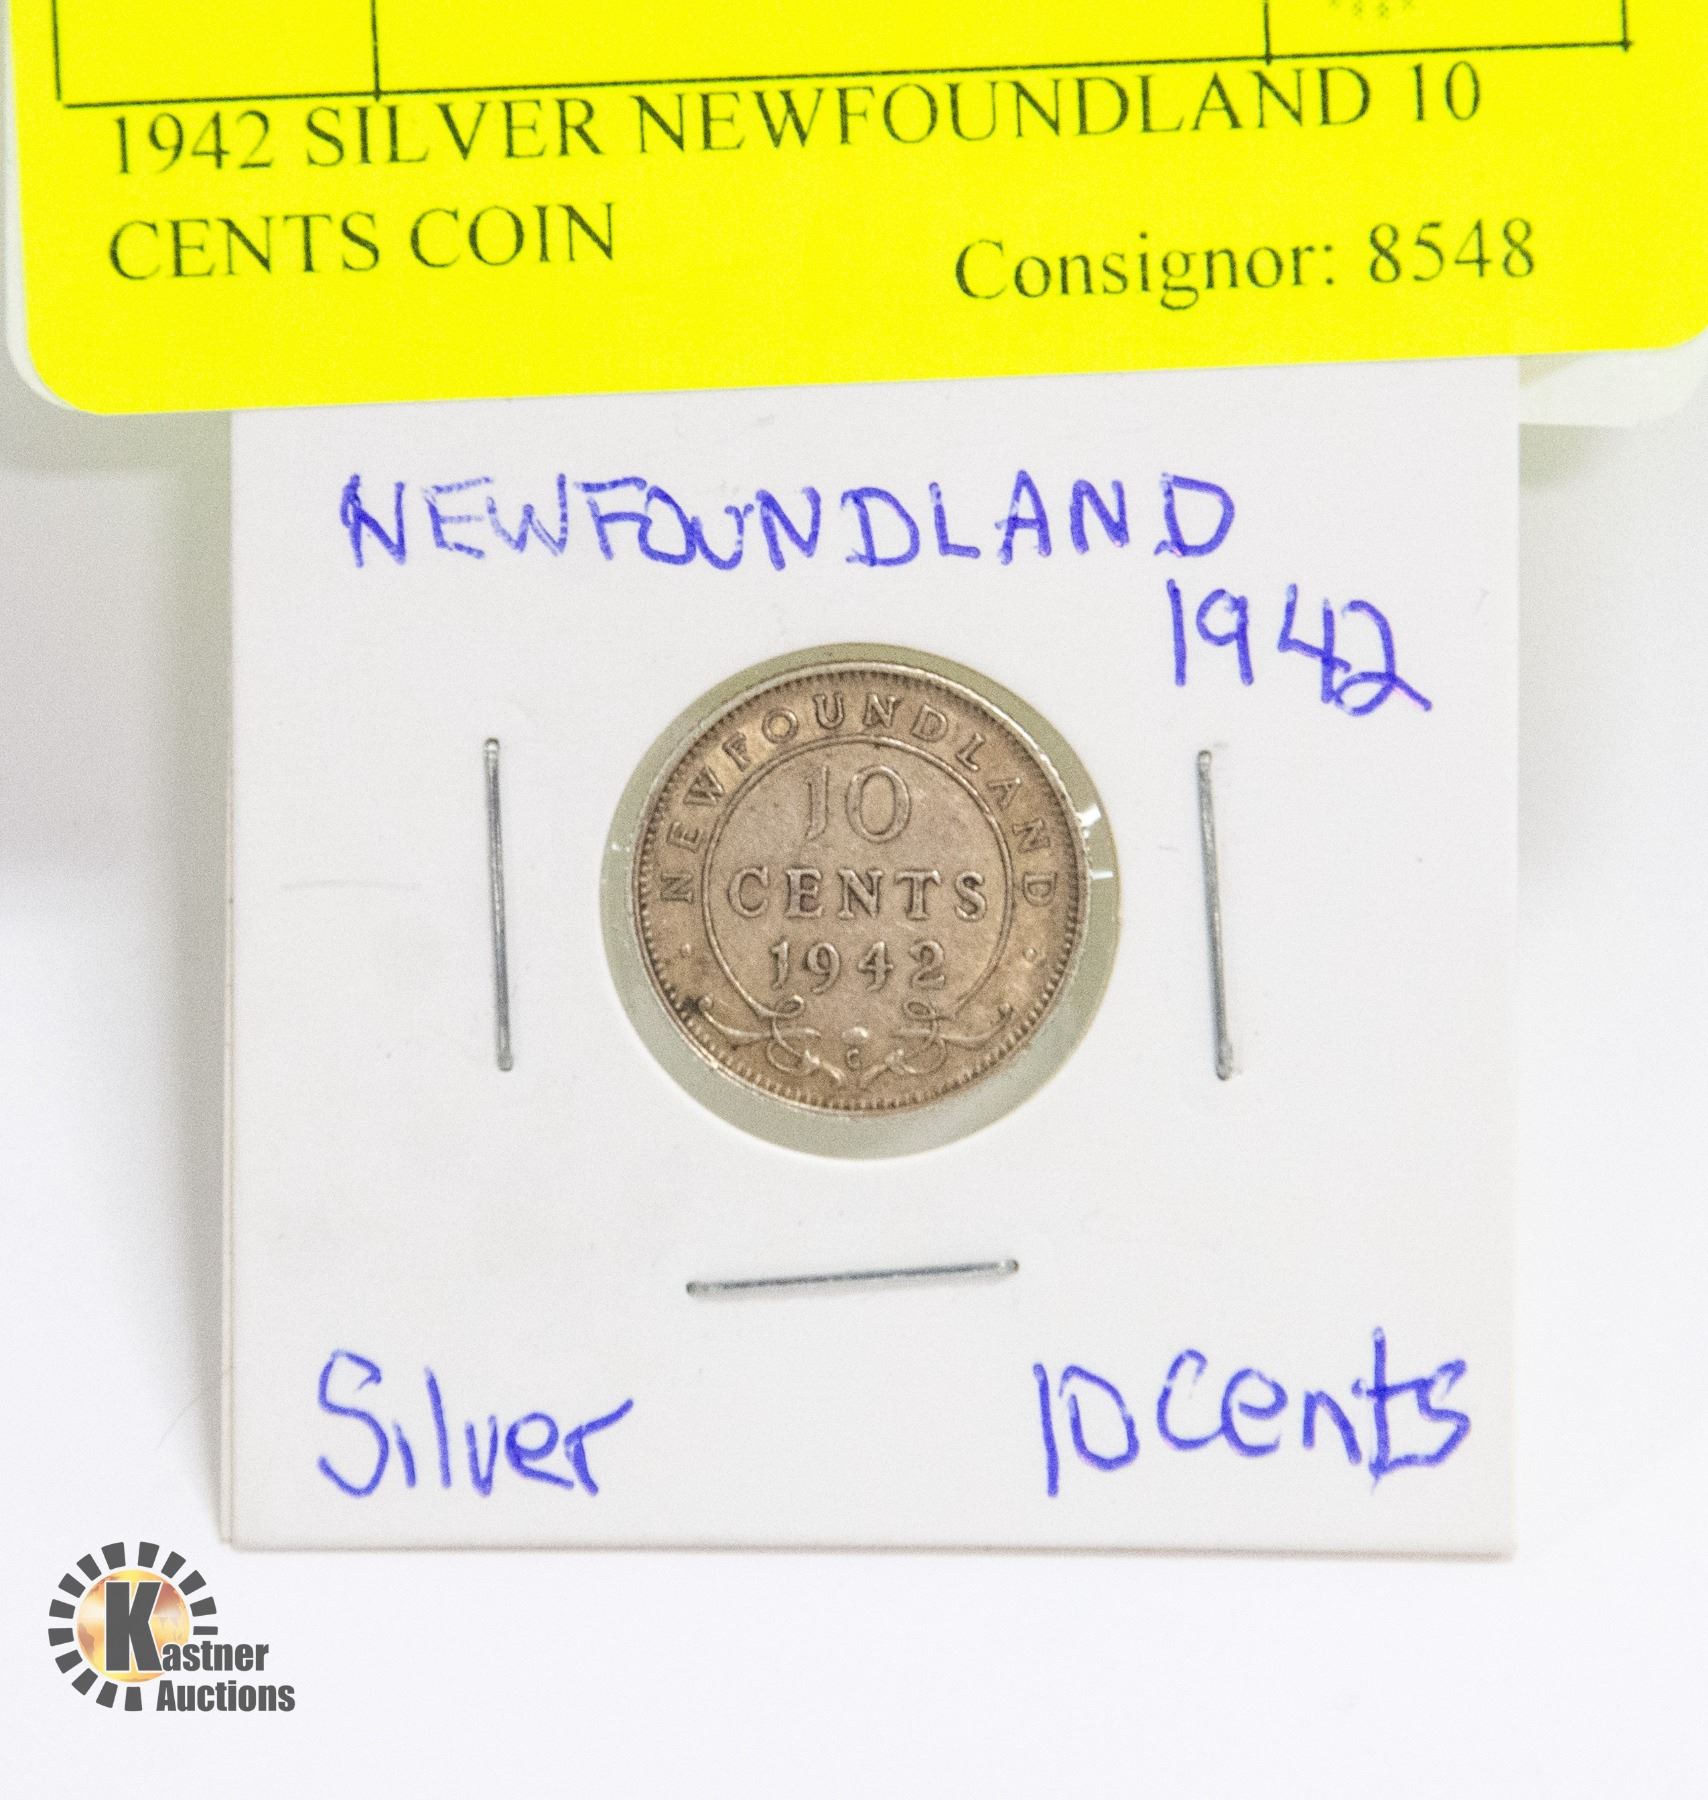 1942 SILVER NEWFOUNDLAND 10
CENTS COIN
Consignor: 8548
NEWFOUNDLAND
1942
NEWFOUNDLAND
10
CENTS
1942
C
Silver
10 cents
Kastner
Auctions